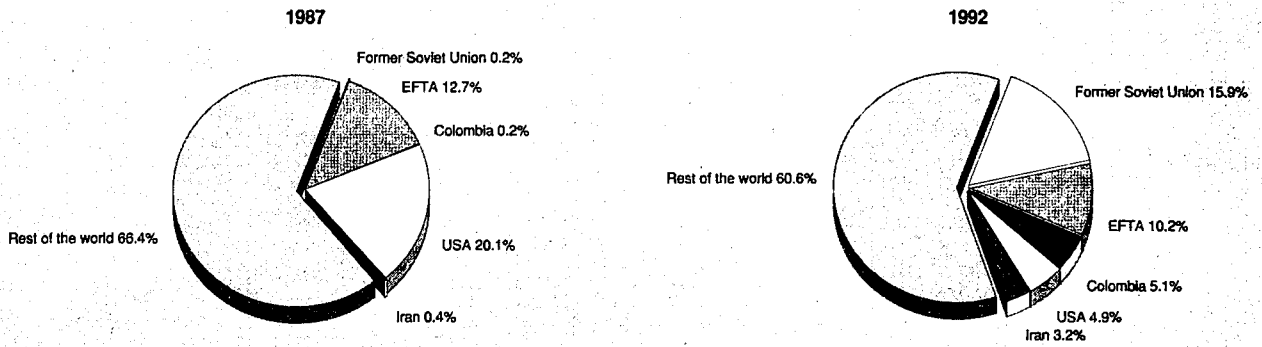 1987
Former Soviet Union 0.2%
EFTA 12.7%
Colombia 0.2%
Rest of the world 66.4%
USA 20.1%
Iran 0.4%
1992
Former Soviet Union 15.9%
Rest of the world 60.6%
EFTA 10.2%
Colombia 5.1%
USA 4.9%
Iran 3.2%